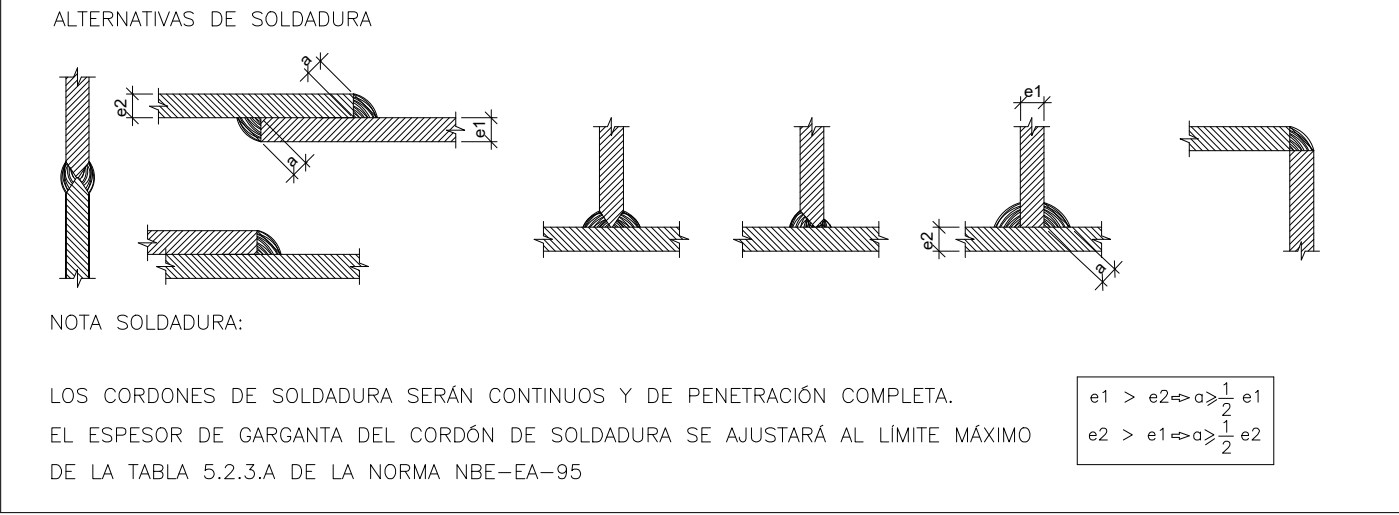 ALTERNATIVAS DE SOLDADURA
a
e2
e1
a
e1
e2
a
NOTA SOLDADURA:
LOS CORDONES DE SOLDADURA SERÁN CONTINUOS Y DE PENETRACIÓN COMPLETA.
EL ESPESOR DE GARGANTA DEL CORDÓN DE SOLDADURA SE AJUSTARÁ AL LÍMITE MÁXIMO
DE LA TABLA 5.2.3.A DE LA NORMA NBE-EA-95
e1 > e2⇨a⩾1/2 e1
e2 > e1⇨a⩾1/2 e2